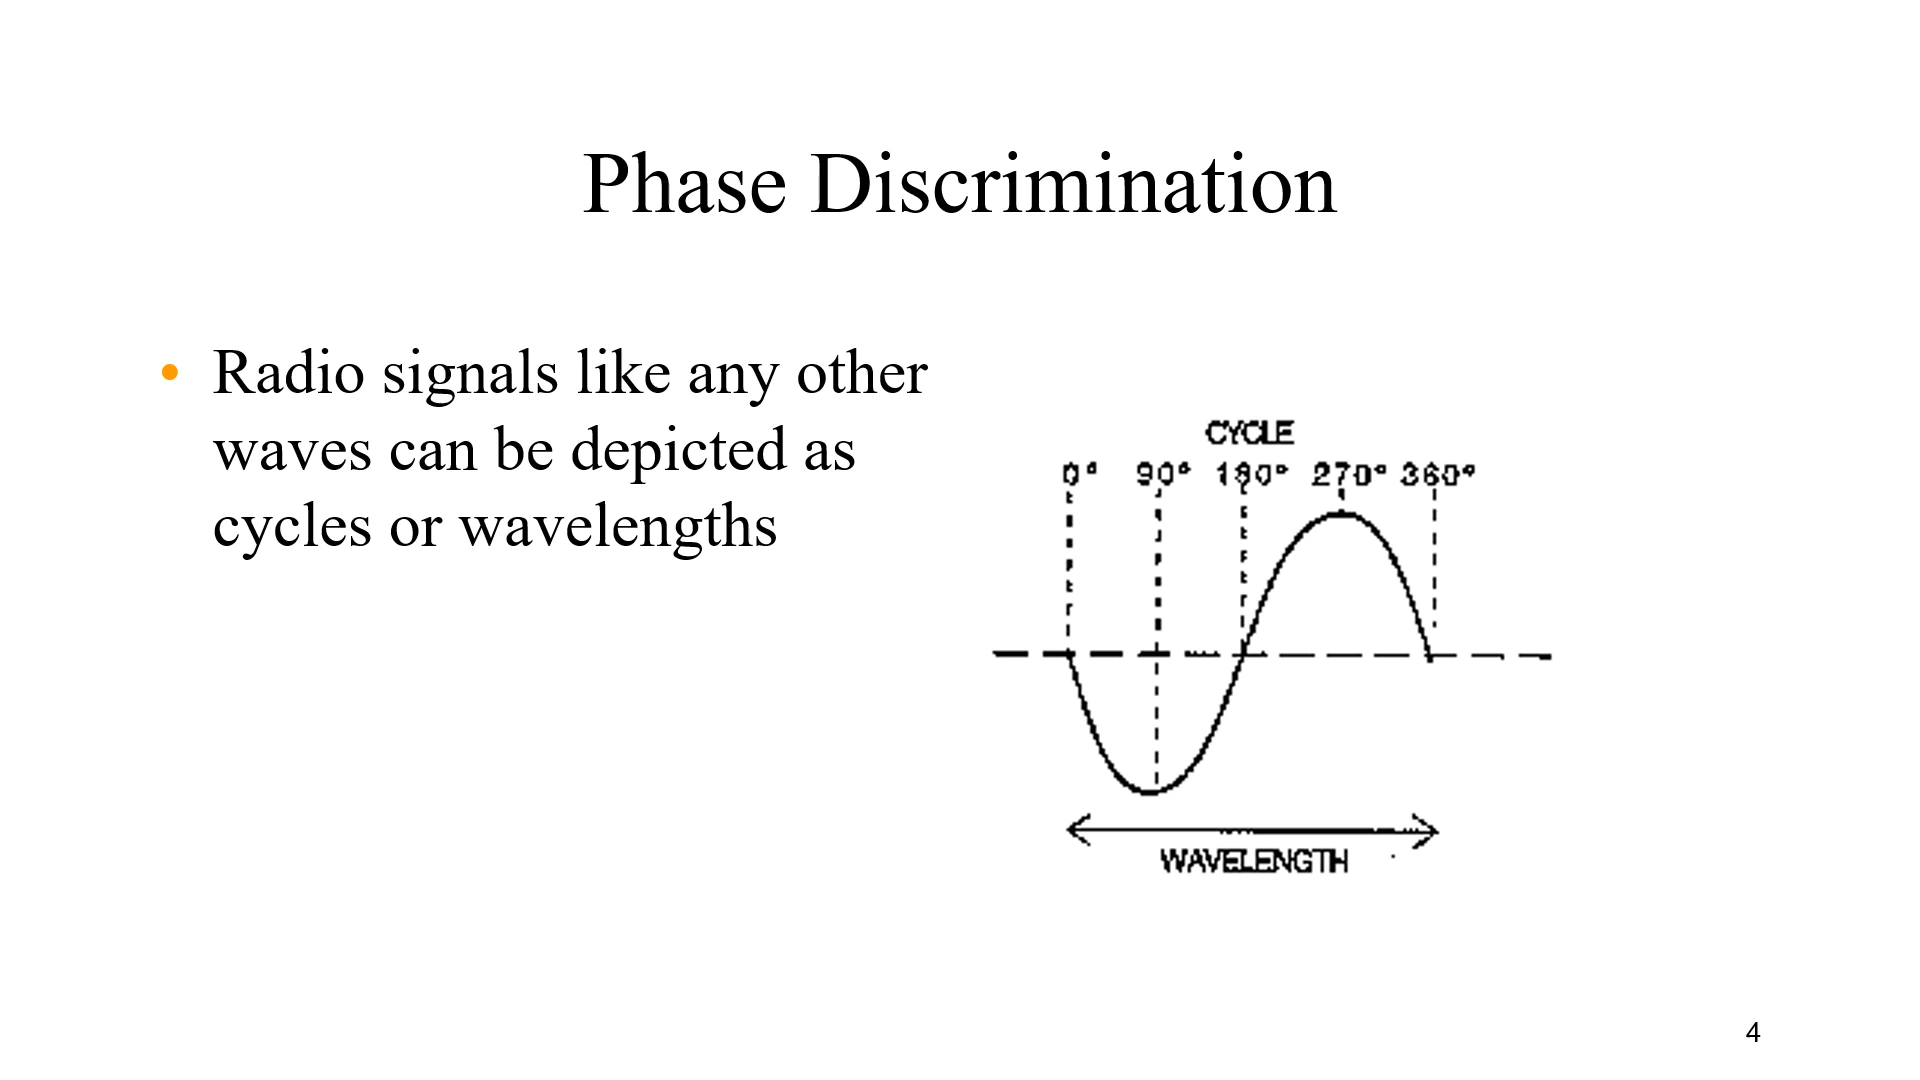 Phase Discrimination
• Radio signals like any other
waves can be depicted as
cycles or wavelengths
CYCLE
0° 90° 180° 270° 360°
WAVELENGTH
4